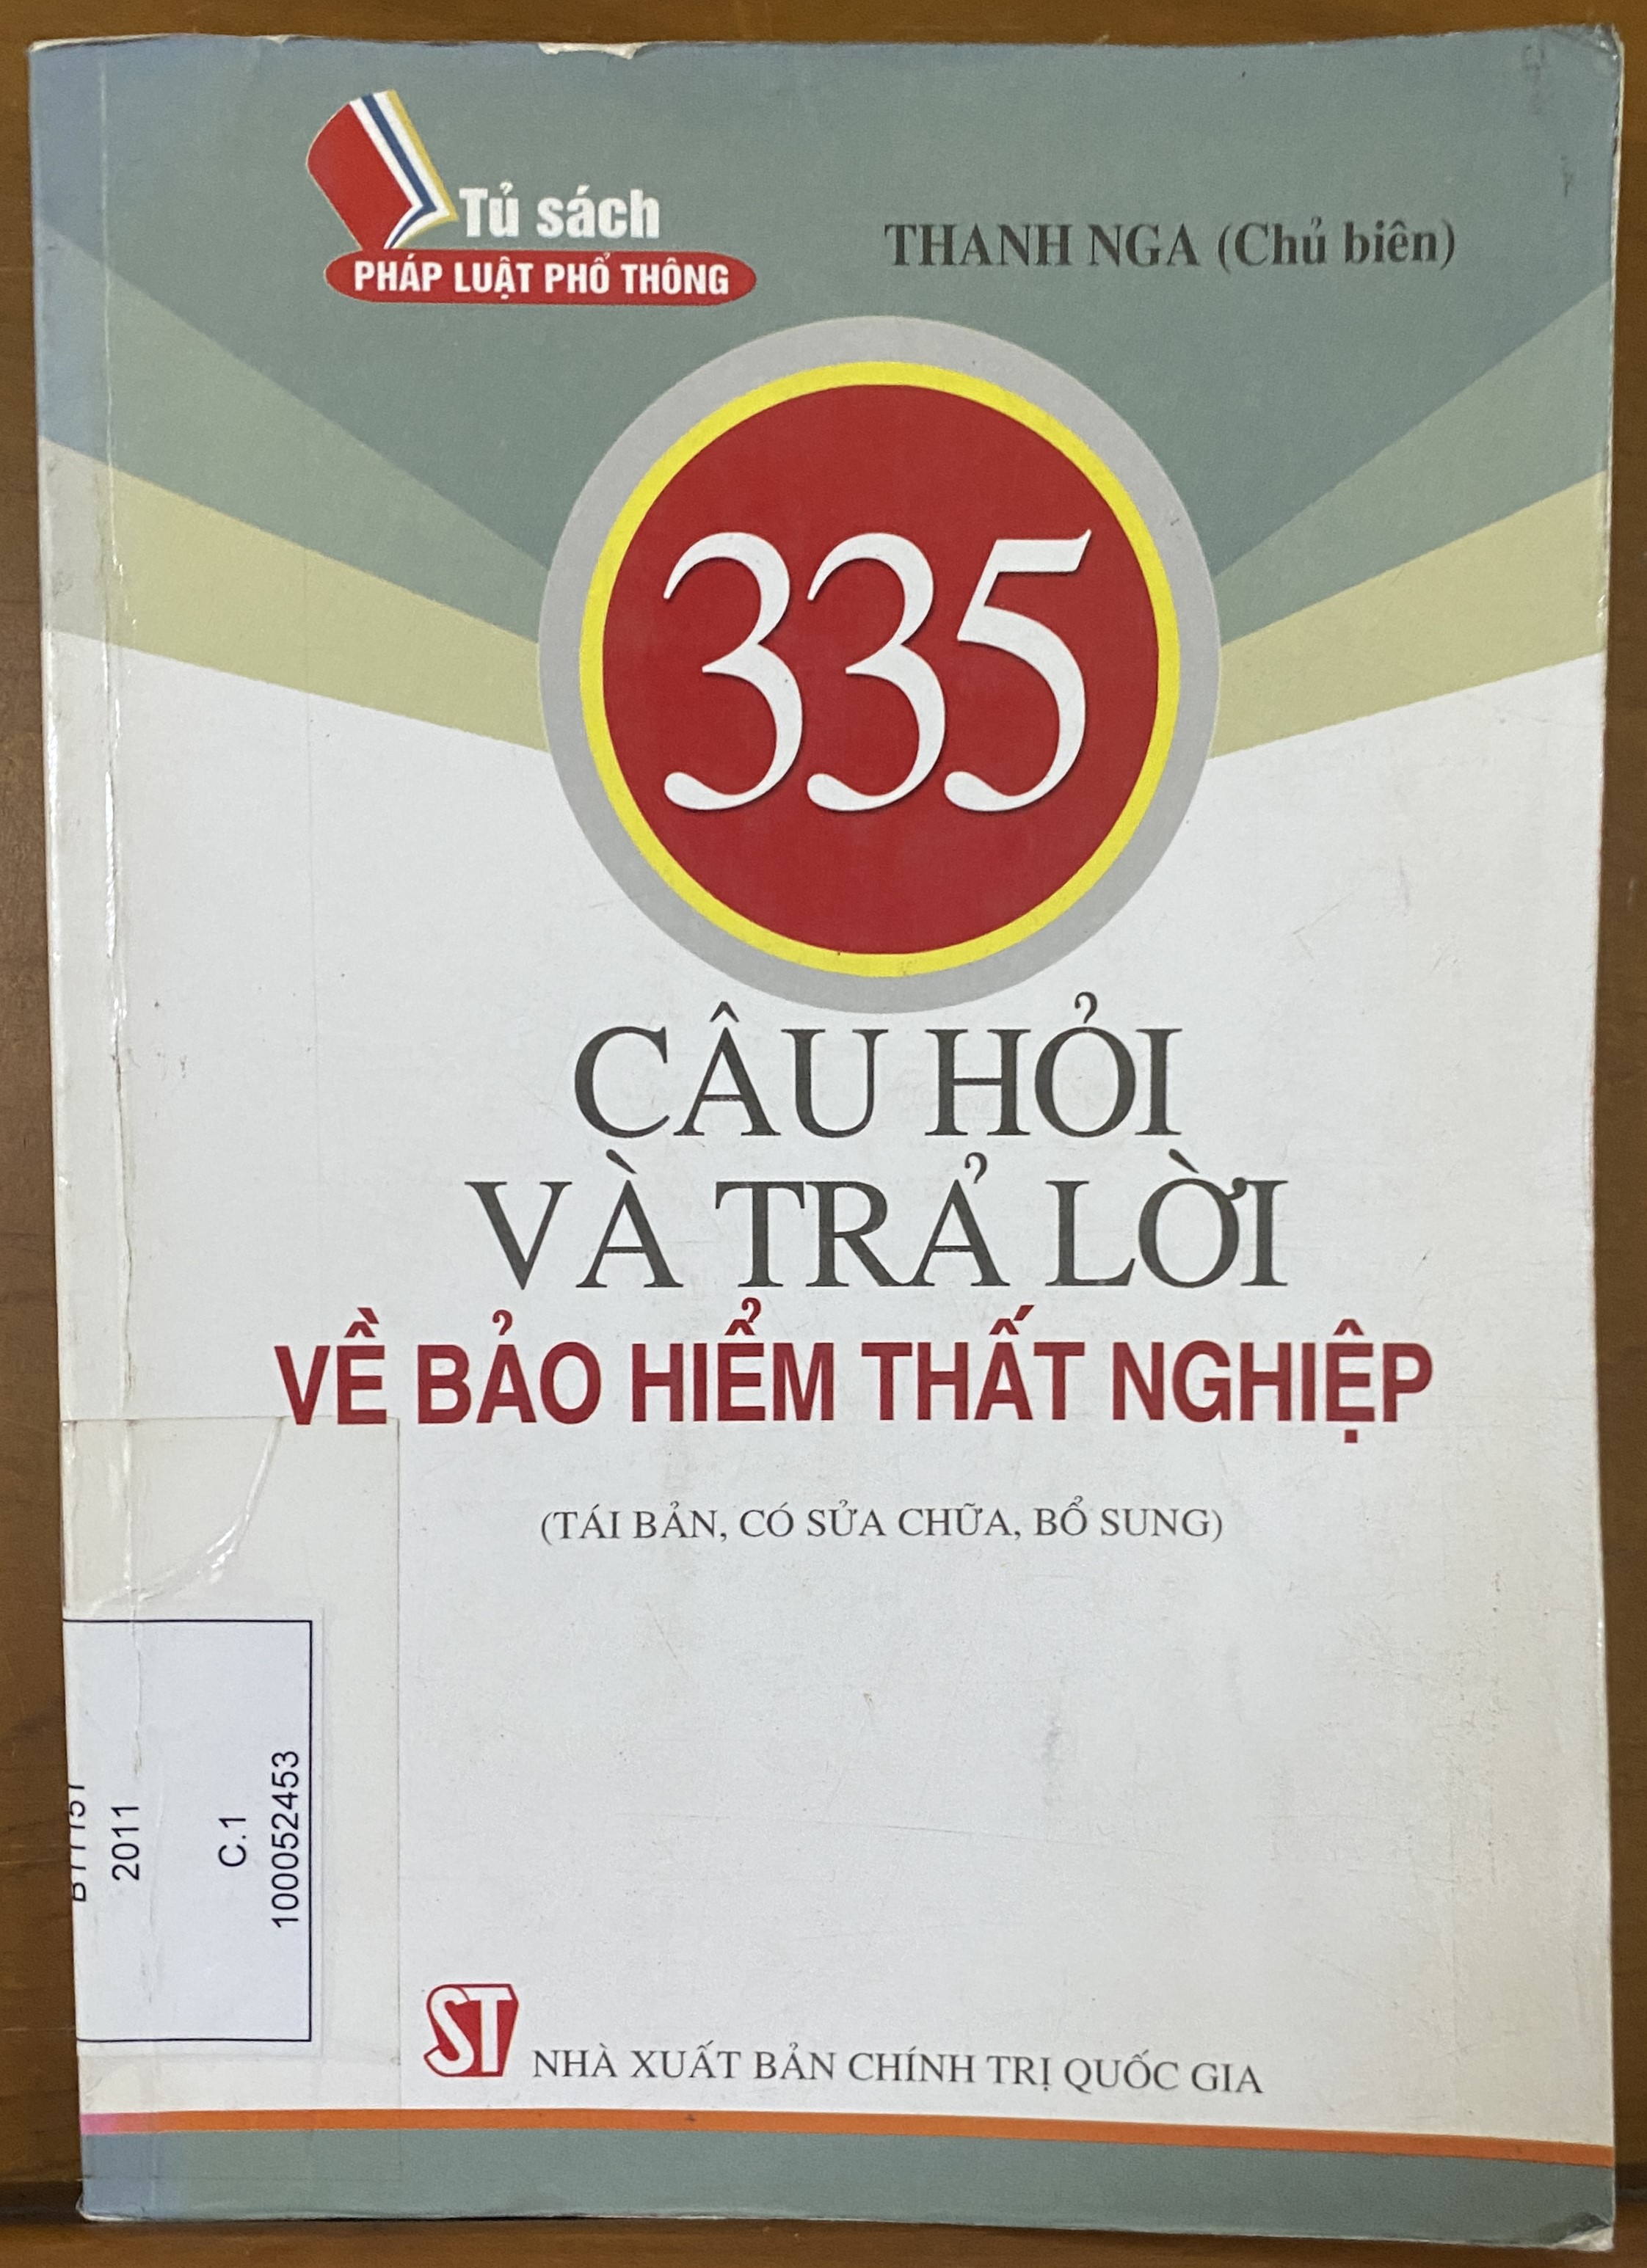 Tủ sách
PHÁP LUẬT PHỔ THÔNG
THANH NGA (Chủ biên)
335
CÂU HỎI
VÀ TRẢ LỜI
VỀ BẢO HIỂM THẤT NGHIỆP
(TÁI BẢN, CÓ SỬA CHỮA, BỔ SUNG)
2011
C.1
100052453
ST
NHÀ XUẤT BẢN CHÍNH TRỊ QUỐC GIA